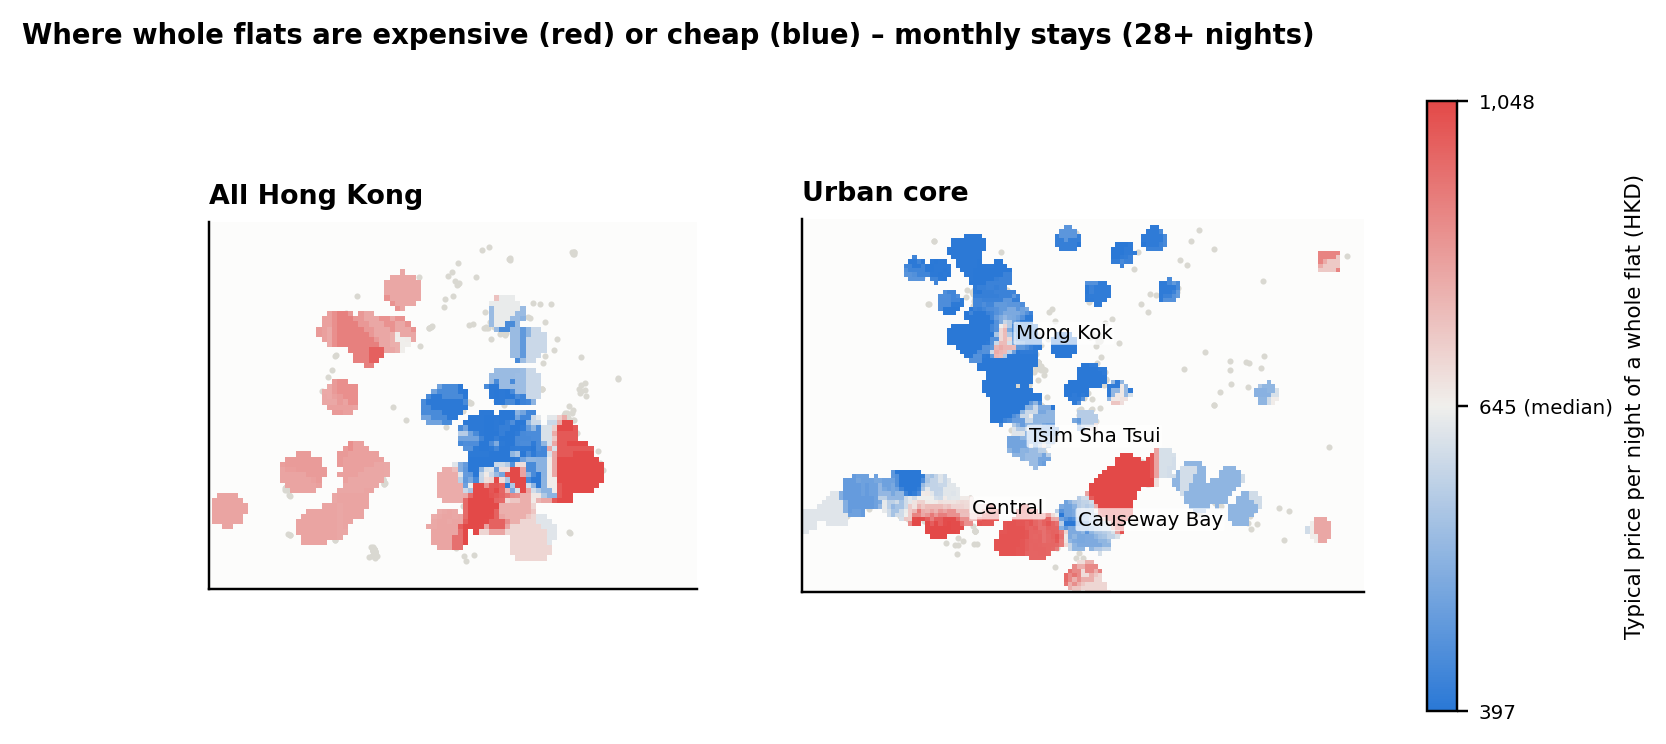 Where whole flats are expensive (red) or cheap (blue) – monthly stays (28+ nights)
All Hong Kong
Urban core
Mong Kok
Tsim Sha Tsui
Central
Causeway Bay
1,048
645 (median)
397
Typical price per night of a whole flat (HKD)